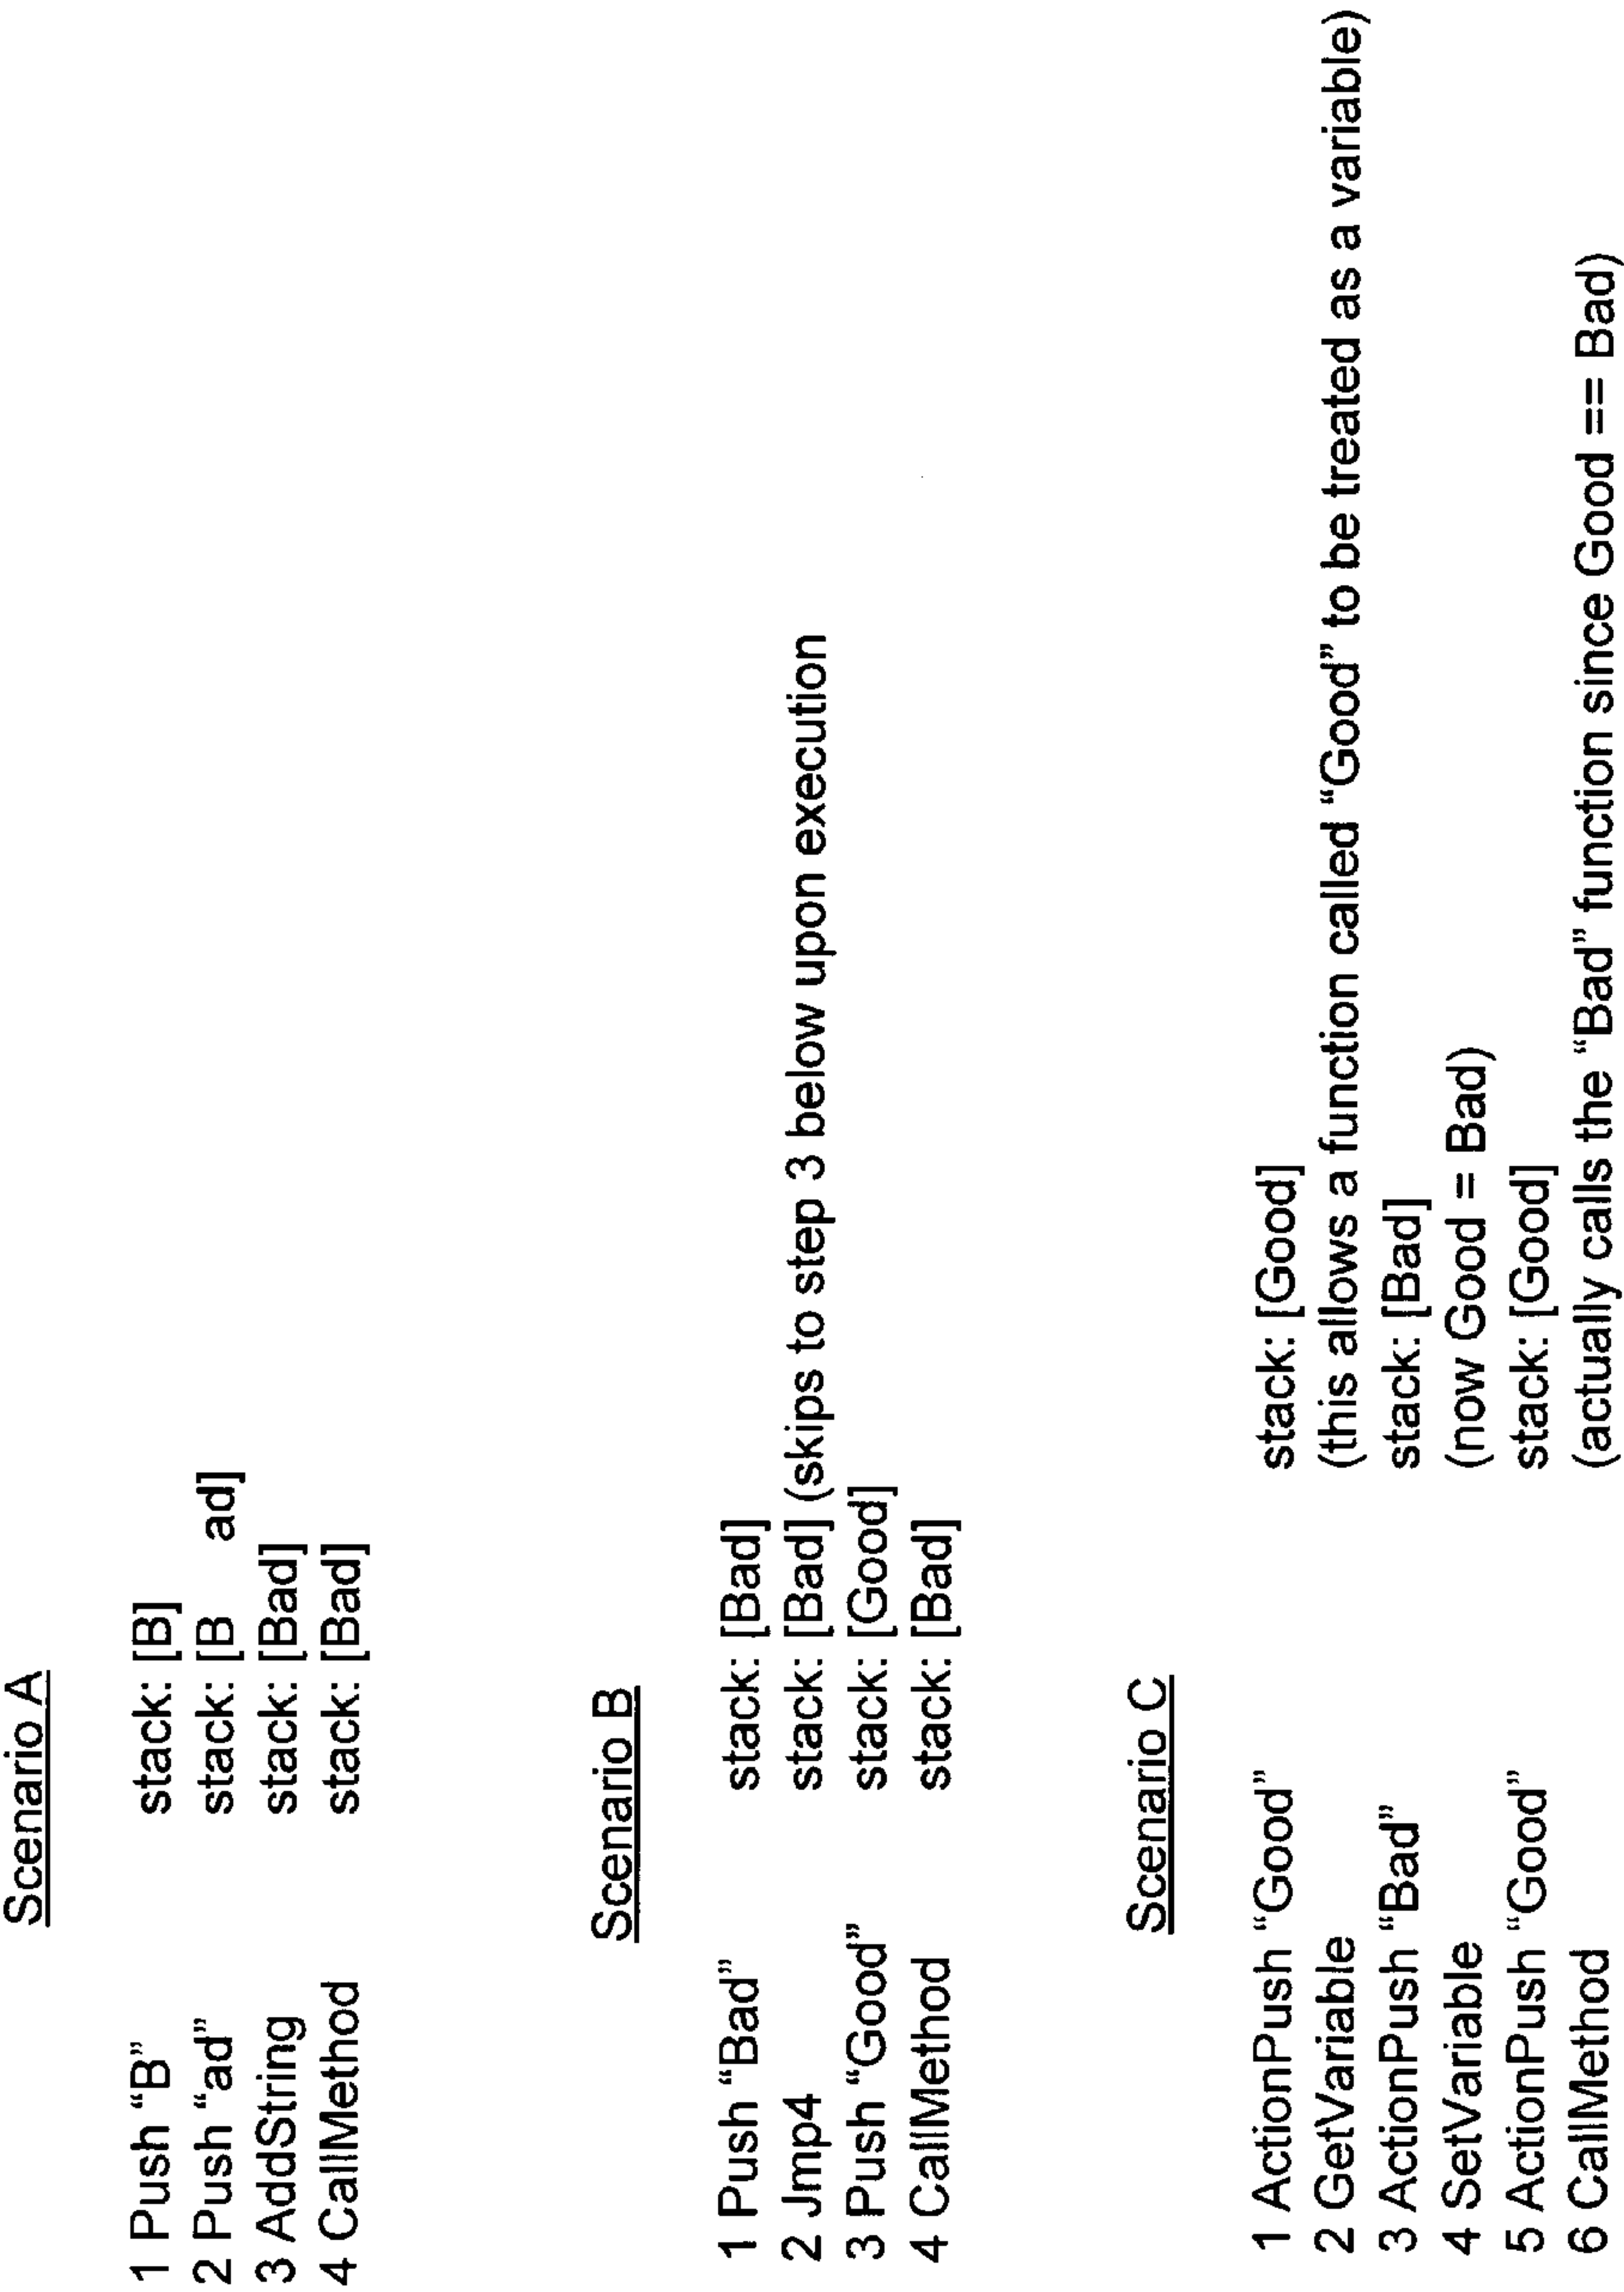 Scenario A
1 Push “B” stack: [B]
2 Push “ad” stack: [B ad]
3 AddString stack: [Bad]
4 CallMethod stack: [Bad]
Scenario B
1 Push “Bad” stack: [Bad]
2 Jmp4 stack: [Bad] (skips to step 3 below upon execution
3 Push “Good” stack: [Good]
4 CallMethod stack: [Bad]
Scenario C
1 ActionPush “Good” stack: [Good]
2 GetVariable (this allows a function called “Good” to be treated as a variable)
3 ActionPush “Bad” stack: [Bad]
4 SetVariable (now Good = Bad)
5 ActionPush “Good” stack: [Good]
6 CallMethod (actually calls the “Bad” function since Good == Bad)